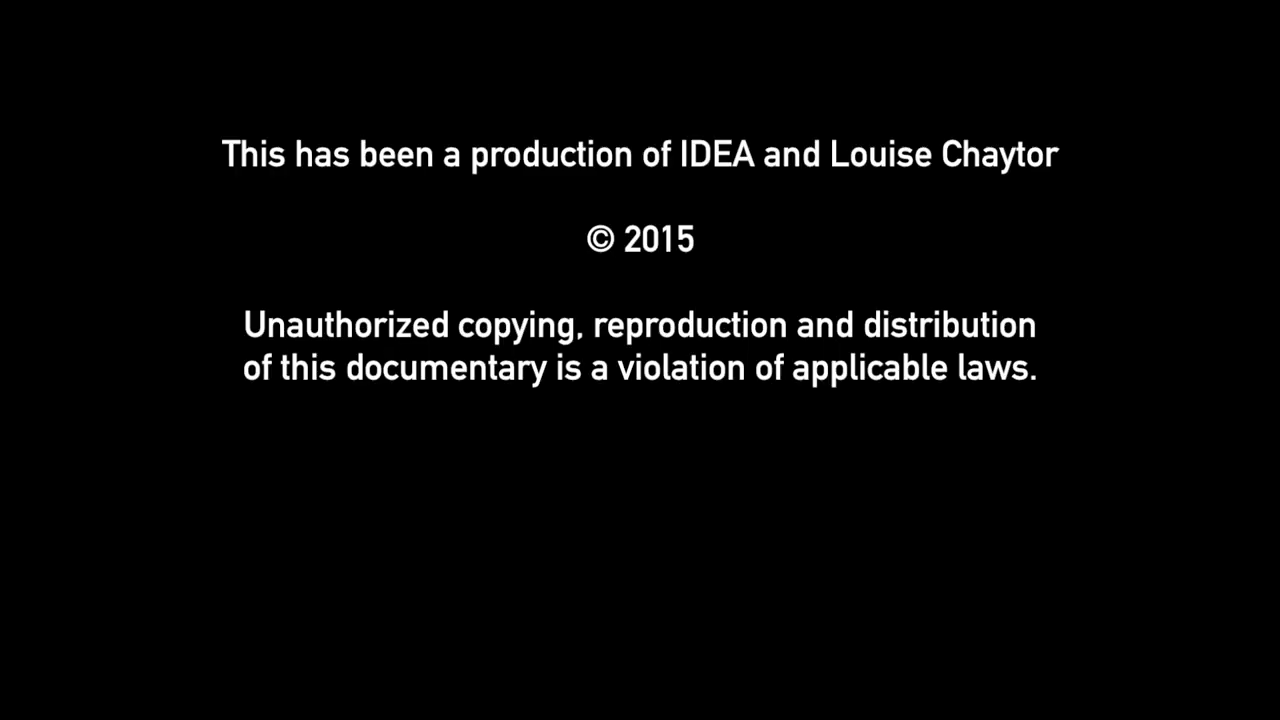 This has been a production of IDEA and Louise Chaytor
© 2015
Unauthorized copying, reproduction and distribution
of this documentary is a violation of applicable laws.